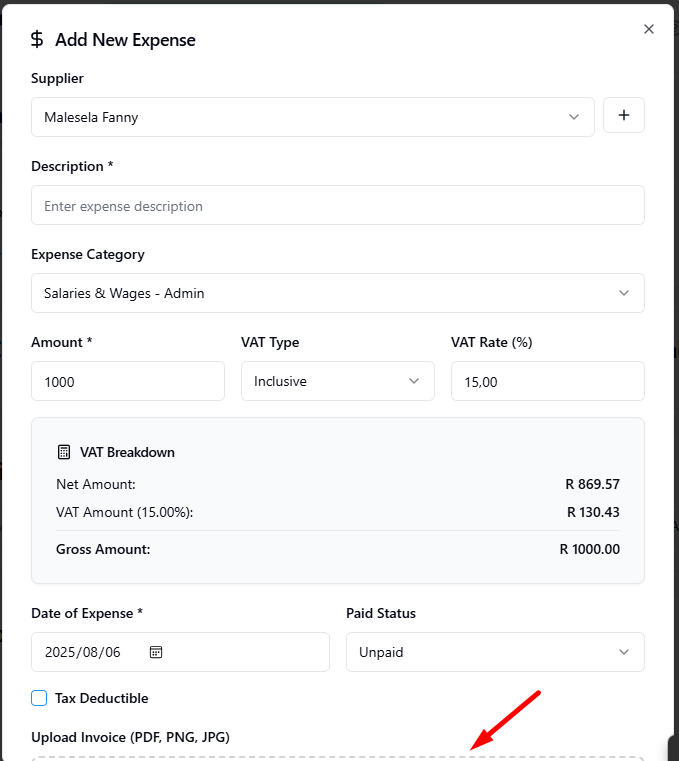 $ Add New Expense
Supplier
Malesela Fanny
Description *
Enter expense description
Expense Category
Salaries & Wages - Admin
Amount * VAT Type VAT Rate (%)
1000 Inclusive 15,00
VAT Breakdown
Net Amount: R 869.57
VAT Amount (15.00%): R 130.43
Gross Amount: R 1000.00
Date of Expense * Paid Status
2025/08/06 Unpaid
Tax Deductible
Upload Invoice (PDF, PNG, JPG)